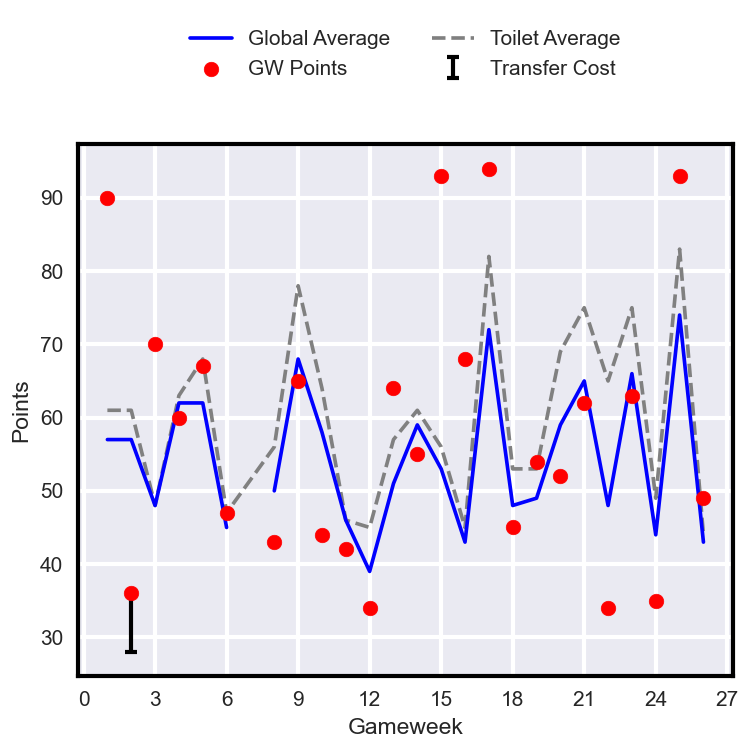 Global Average
Toilet Average
GW Points
Transfer Cost
90
80
70
60
50
40
30
Points
0 3 6 9 12 15 18 21 24 27
Gameweek